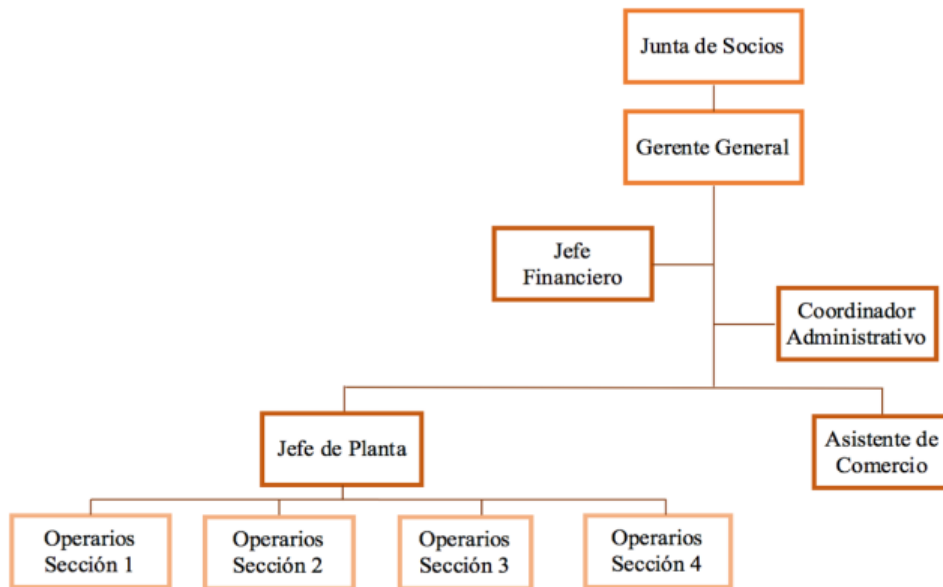 Junta de Socios
Gerente General
Jefe
Financiero
Coordinador
Administrativo
Jefe de Planta
Asistente de
Comercio
Operarios
Sección 1
Operarios
Sección 2
Operarios
Sección 3
Operarios
Sección 4